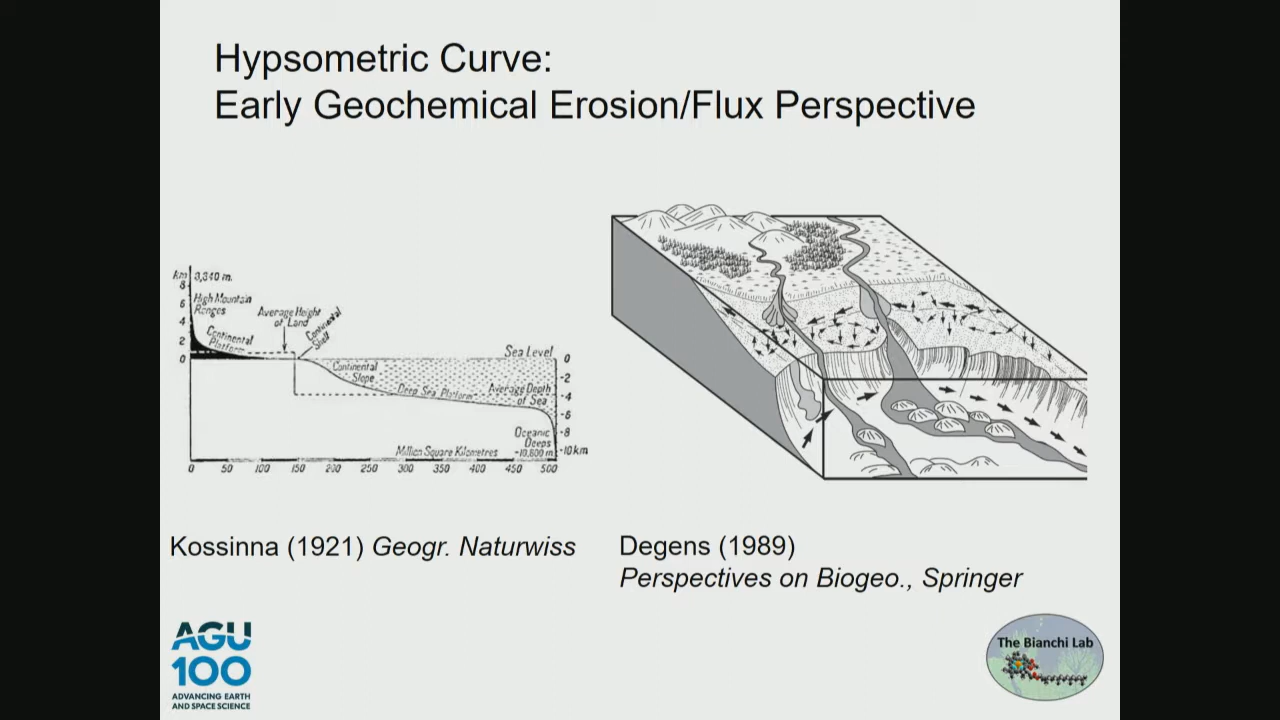 Hypsometric Curve:
Early Geochemical Erosion/Flux Perspective
km
8,840 m.
8
6
4
2
0
High Mountain
Ranges
Continental
Platform
Average Height
of Land
Continental
Shelf
Sea Level
Continental
Slope
Deep Sea Platform
Average Depth
of Sea
Oceanic
Deeps
-10,800 m
0
-2
-4
-6
-8
-10km
Million Square Kilometres
0 50 100 150 200 250 300 350 400 450 500
Kossinna (1921) Geogr. Naturwiss
Degens (1989)
Perspectives on Biogeo., Springer
AGU
100
ADVANCING EARTH
AND SPACE SCIENCE
The Bianchi Lab